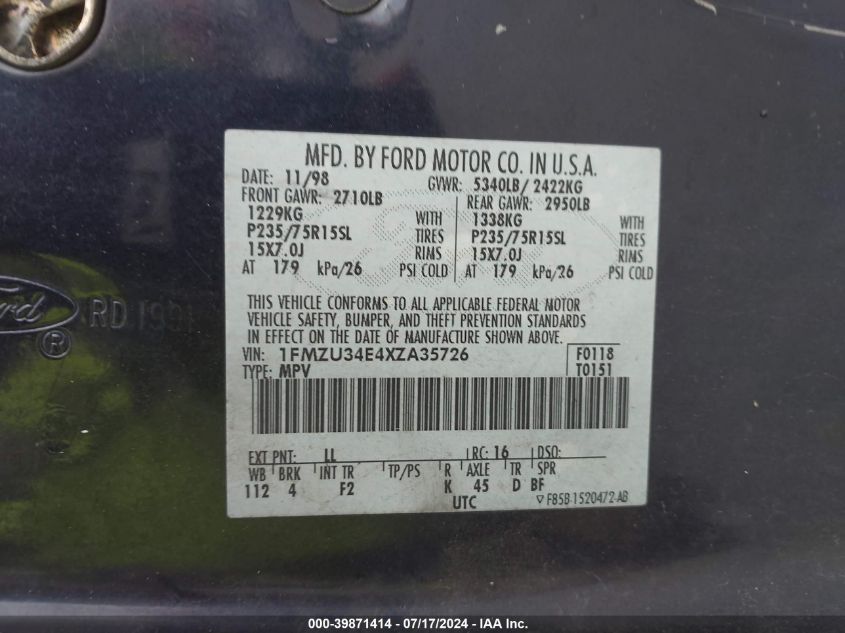 MFD. BY FORD MOTOR CO. IN U.S.A.
DATE: 11/98 GVWR: 5340LB/ 2422KG
FRONT GAWR: 2710LB REAR GAWR: 2950LB
1229KG WITH 1338KG WITH
P235/75R15SL TIRES P235/75R15SL TIRES
15X7.0J RIMS 15X7.0J RIMS
AT 179 kPa/26 PSI COLD AT 179 kPa/26 PSI COLD
THIS VEHICLE CONFORMS TO ALL APPLICABLE FEDERAL MOTOR
VEHICLE SAFETY, BUMPER, AND THEFT PREVENTION STANDARDS
IN EFFECT ON THE DATE OF MANUFACTURE SHOWN ABOVE.
VIN: 1FMZU34E4XZA35726 F0118
TYPE: MPV T0151
EXT PNT: LL RC: 16 DSO:
WB BRK INT TR TP/PS R AXLE TR SPR
112 4 F2 K 45 D BF
UTC ▽ F85B-1520472-AB
Ford RD 1991
®
000-39871414 / 07/17/2024 - IAA Inc.